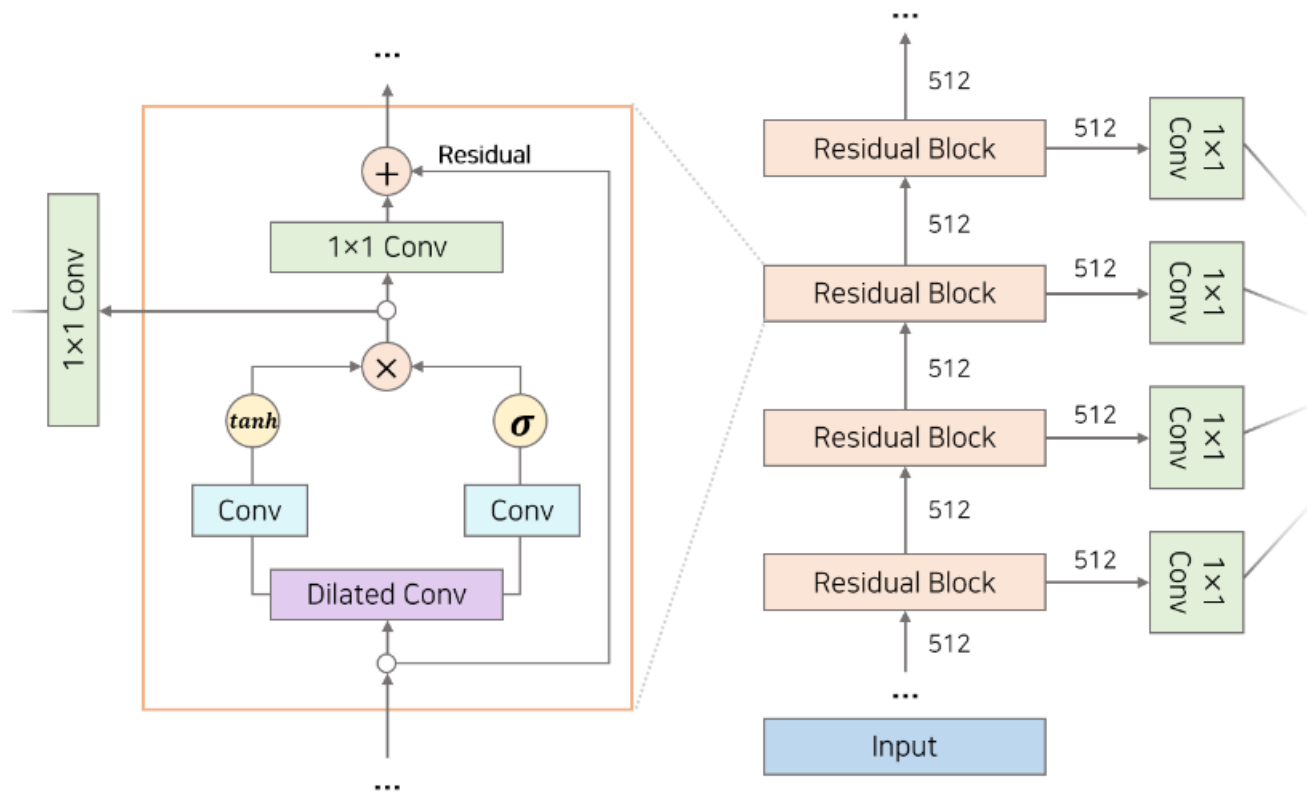 ...
Residual
+
1×1 Conv
1×1 Conv
×
tanh
σ
Conv
Conv
Dilated Conv
...
...
512
Residual Block
512
1×1
Conv
512
Residual Block
512
1×1
Conv
512
Residual Block
512
1×1
Conv
512
Residual Block
512
1×1
Conv
512
...
Input